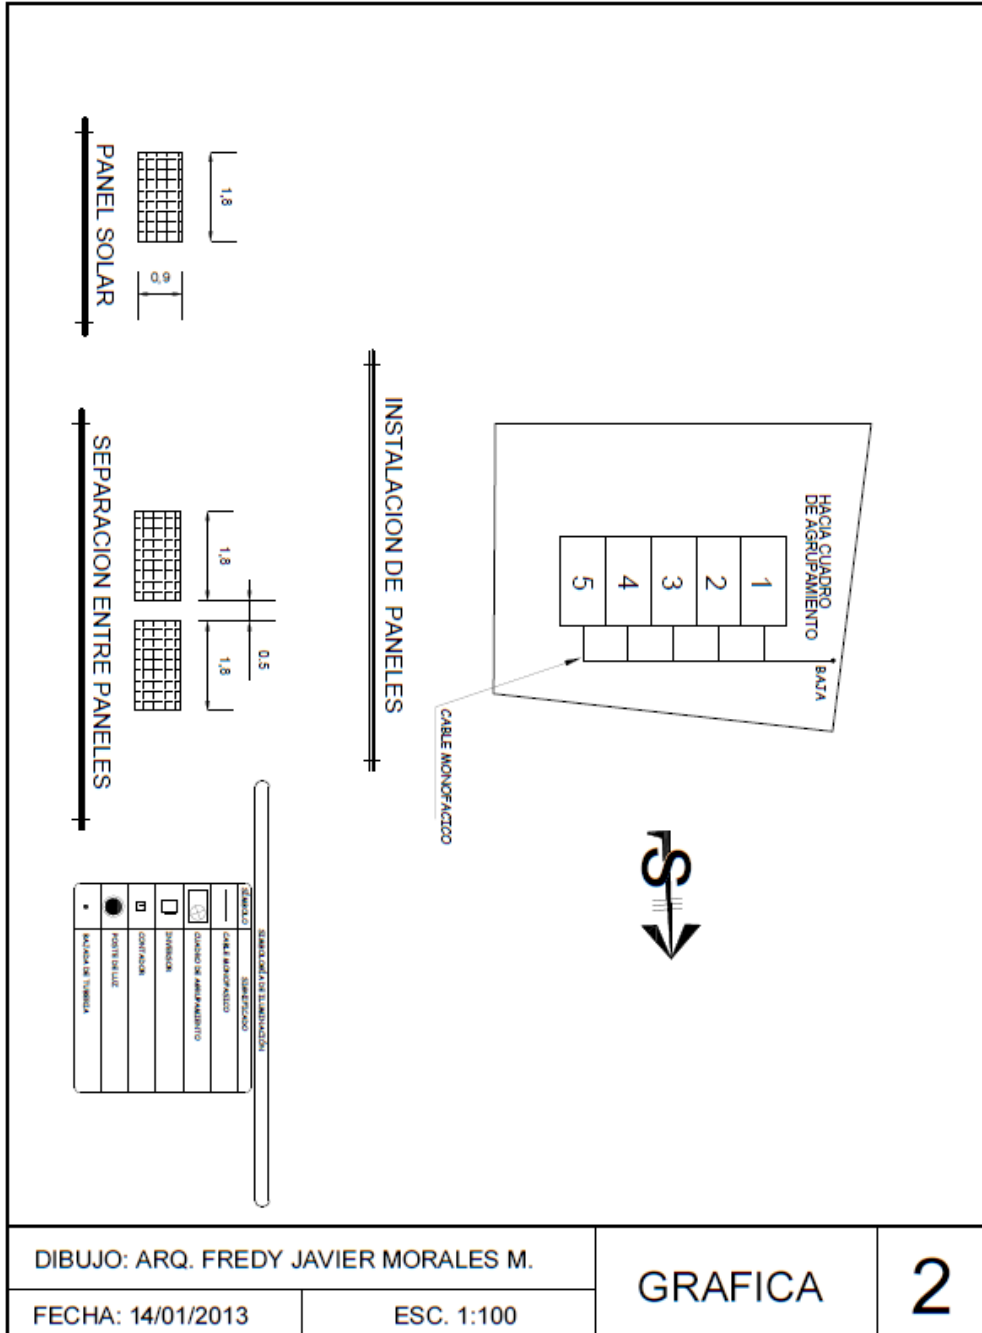 PANEL SOLAR
1,8
0,9
SEPARACION ENTRE PANELES
1,8
0.5
1,8
INSTALACION DE PANELES
HACIA CUADRO
DE AGRUPAMIENTO
1
2
3
4
5
BAJA
CABLE MONOFACICO
S
SIMBOLOGÍA DE ILUMINACIÓN
SÍMBOLO SIGNIFICADO
CABLE MONOFASICO
CUADRO DE AGRUPAMIENTO
INVERSOR
CONTADOR
POSTE DE LUZ
BAJADA DE TUBERIA
DIBUJO: ARQ. FREDY JAVIER MORALES M.
FECHA: 14/01/2013
ESC. 1:100
GRAFICA
2